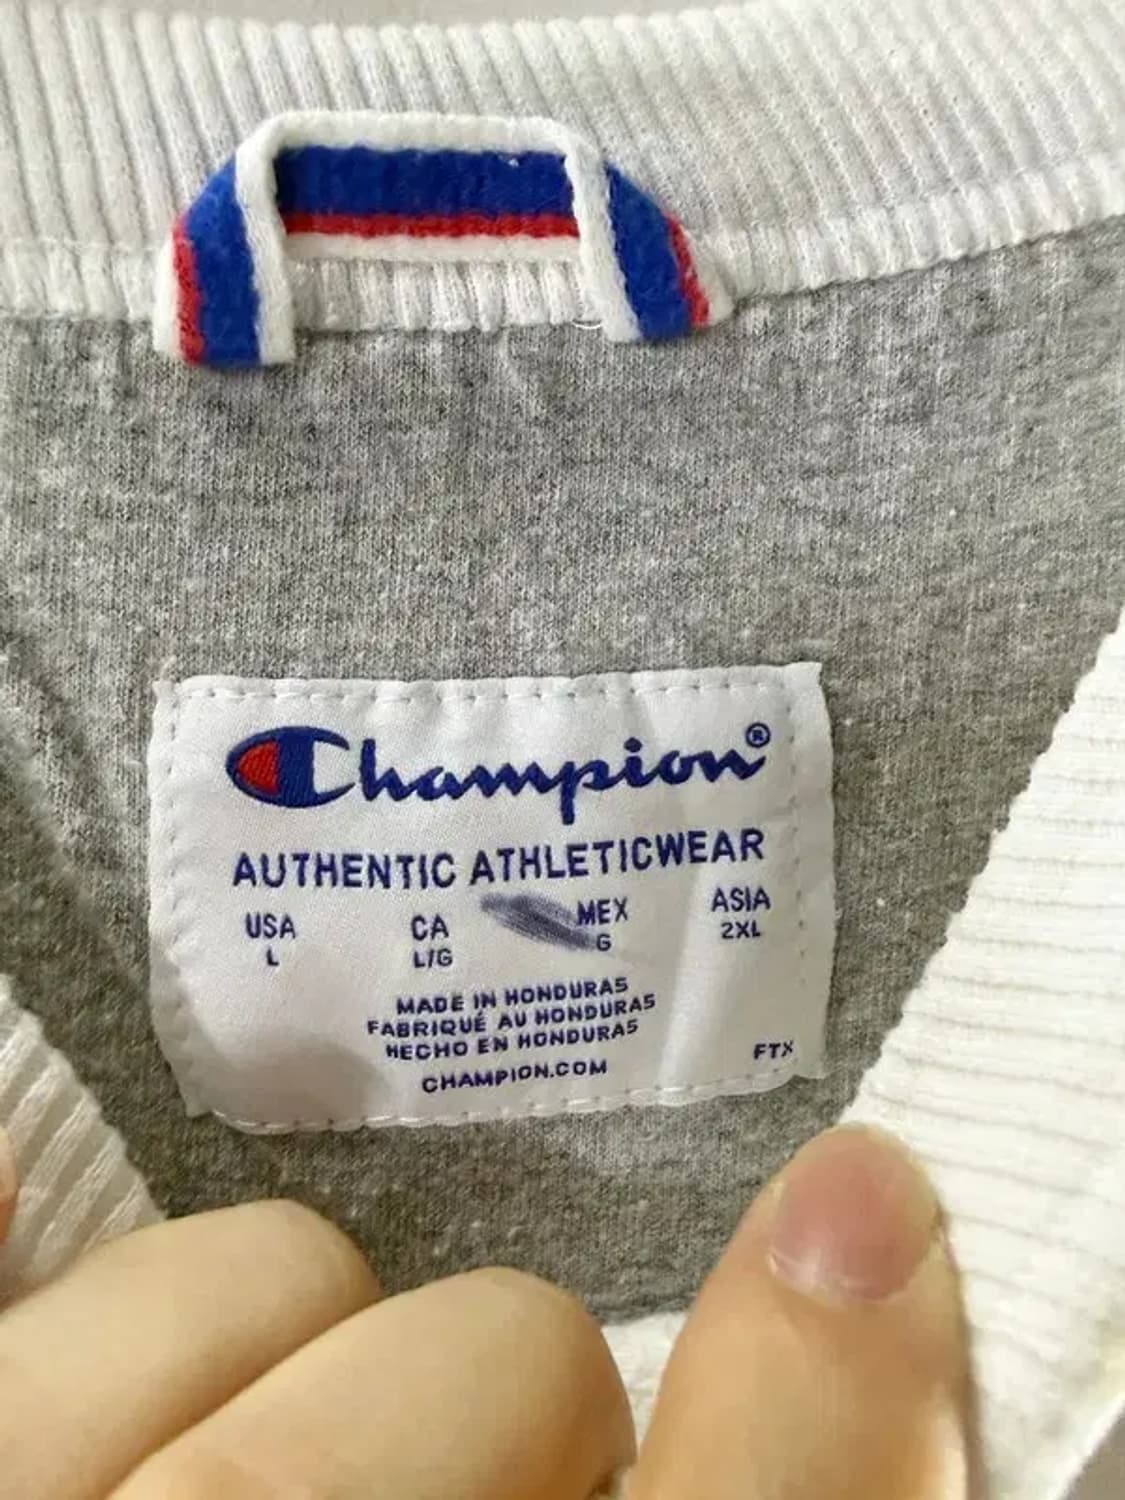 Champion®
AUTHENTIC ATHLETICWEAR
USA CA MEX ASIA
L L/G G 2XL
MADE IN HONDURAS
FABRIQUÉ AU HONDURAS
HECHO EN HONDURAS
CHAMPION.COM
FTX